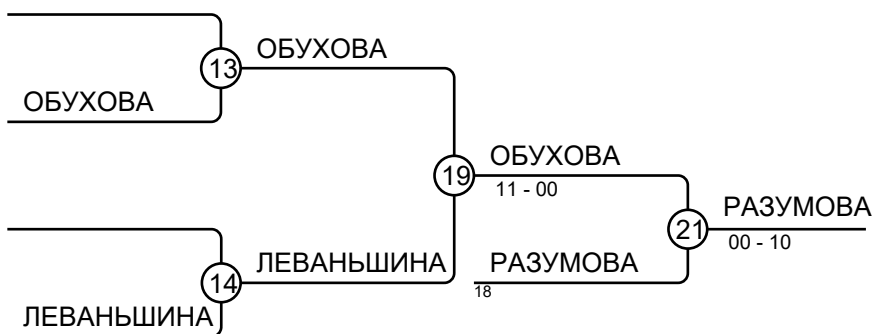 ОБУХОВА
13
ОБУХОВА
ОБУХОВА
19
11 - 00
РАЗУМОВА
21
00 - 10
ЛЕВАНЬШИНА
РАЗУМОВА
18
14
ЛЕВАНЬШИНА